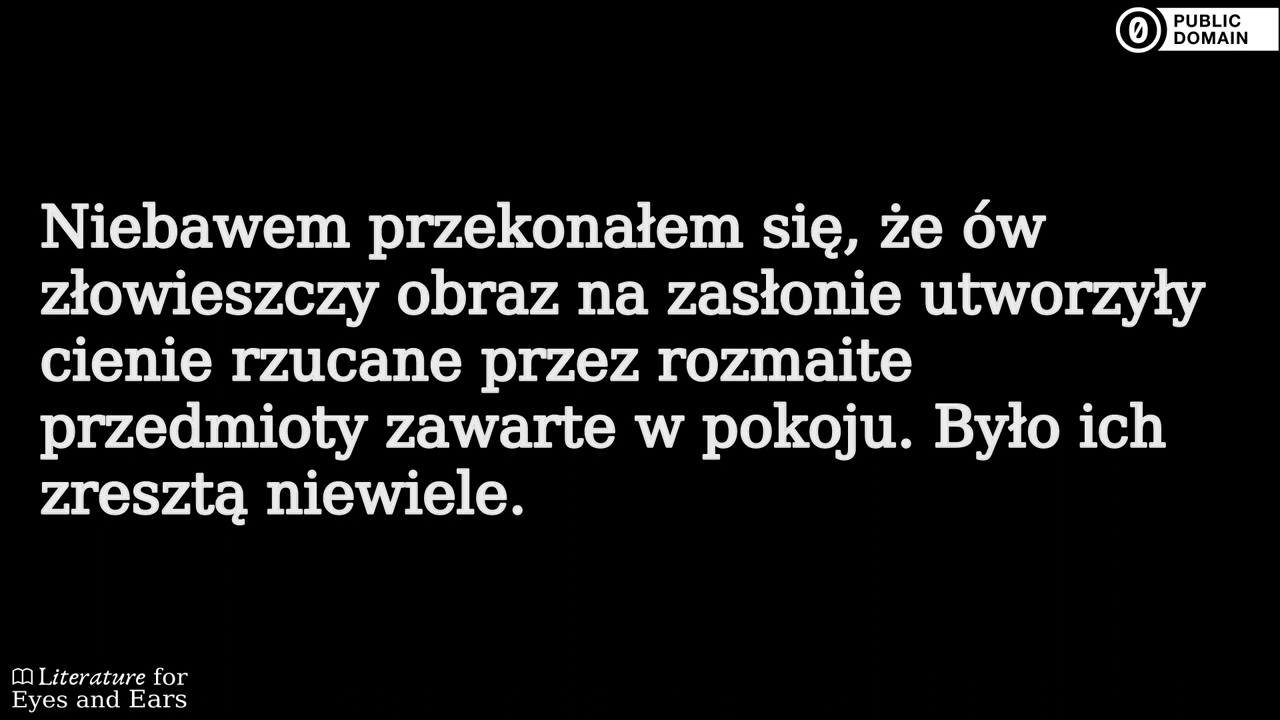 PUBLIC
DOMAIN
Niebawem przekonałem się, że ów
złowieszczy obraz na zasłonie utworzyły
cienie rzucane przez rozmaite
przedmioty zawarte w pokoju. Było ich
zresztą niewiele.
Literature for
Eyes and Ears